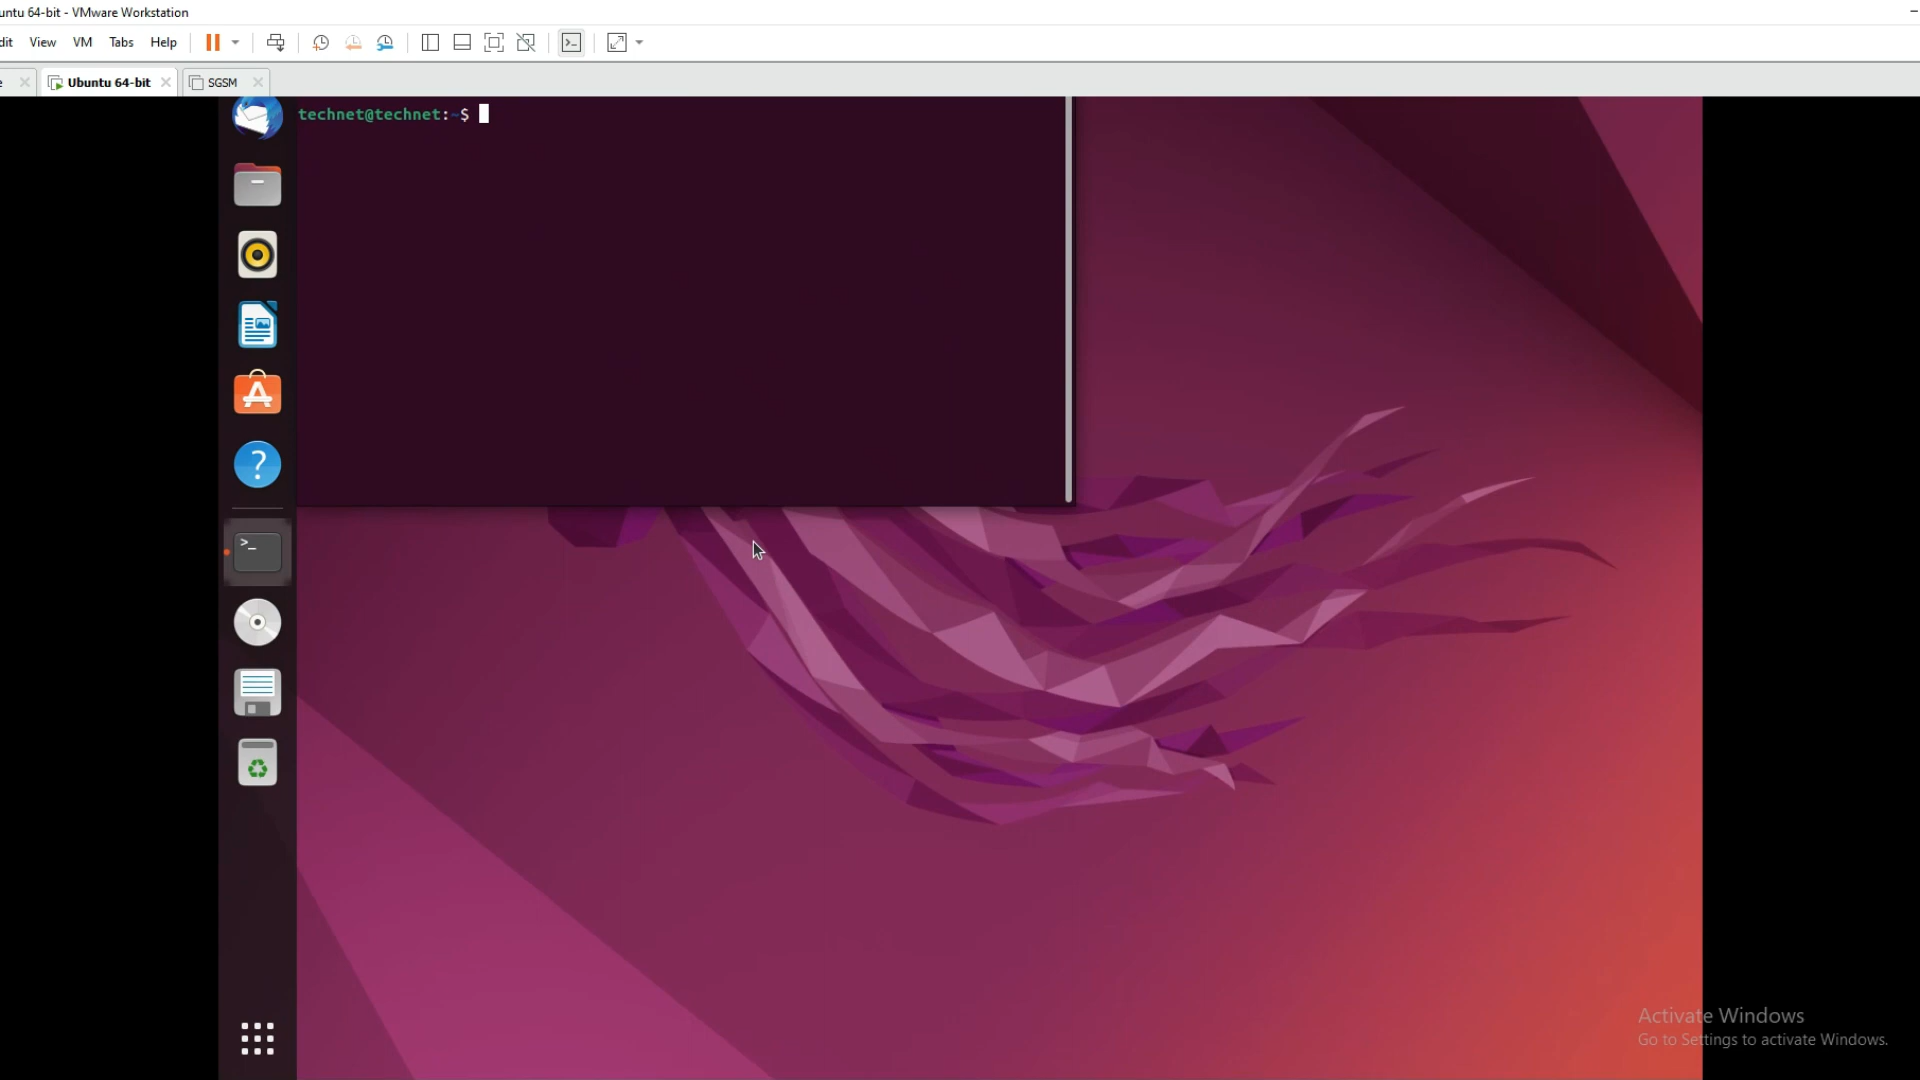 untu 64-bit - VMware Workstation
dit View VM Tabs Help
e Ubuntu 64-bit SGSM
technet@technet:~$
Activate Windows
Go to Settings to activate Windows.